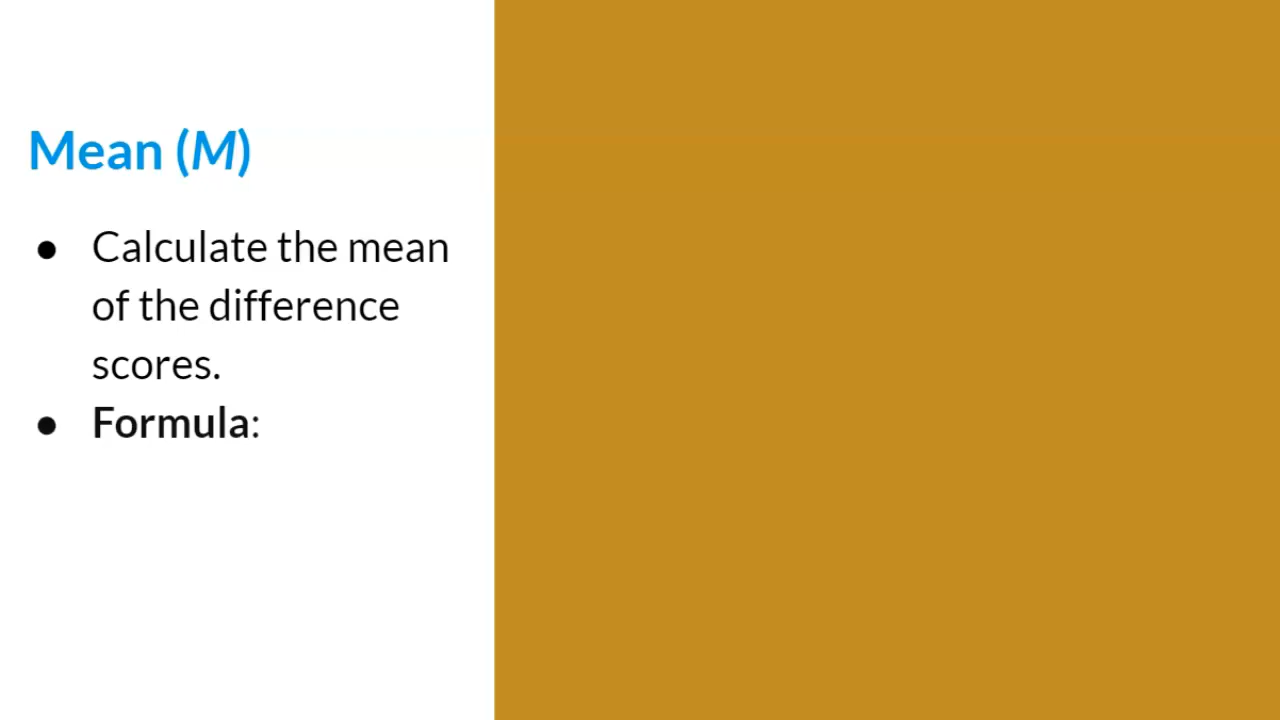 Mean (M)
● Calculate the mean
of the difference
scores.
● Formula: